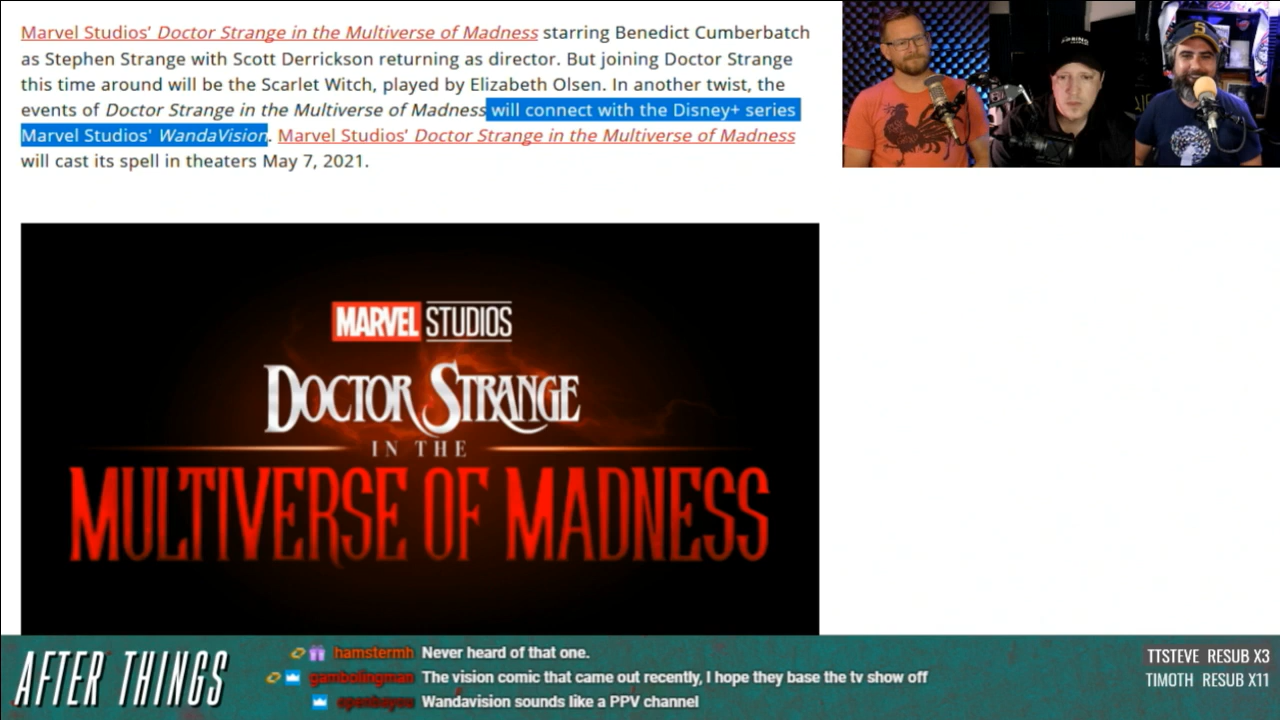 Marvel Studios' Doctor Strange in the Multiverse of Madness starring Benedict Cumberbatch
as Stephen Strange with Scott Derrickson returning as director. But joining Doctor Strange
this time around will be the Scarlet Witch, played by Elizabeth Olsen. In another twist, the
events of Doctor Strange in the Multiverse of Madness will connect with the Disney+ series
Marvel Studios' WandaVision. Marvel Studios' Doctor Strange in the Multiverse of Madness
will cast its spell in theaters May 7, 2021.
MARVEL STUDIOS
DOCTOR STRANGE
IN THE
MULTIVERSE OF MADNESS
AFTER THINGS
hamstermh Never heard of that one.
gambolingman The vision comic that came out recently, I hope they base the tv show off
openbayou Wandavision sounds like a PPV channel
TTSTEVE RESUB X3
TIMOTH RESUB X11